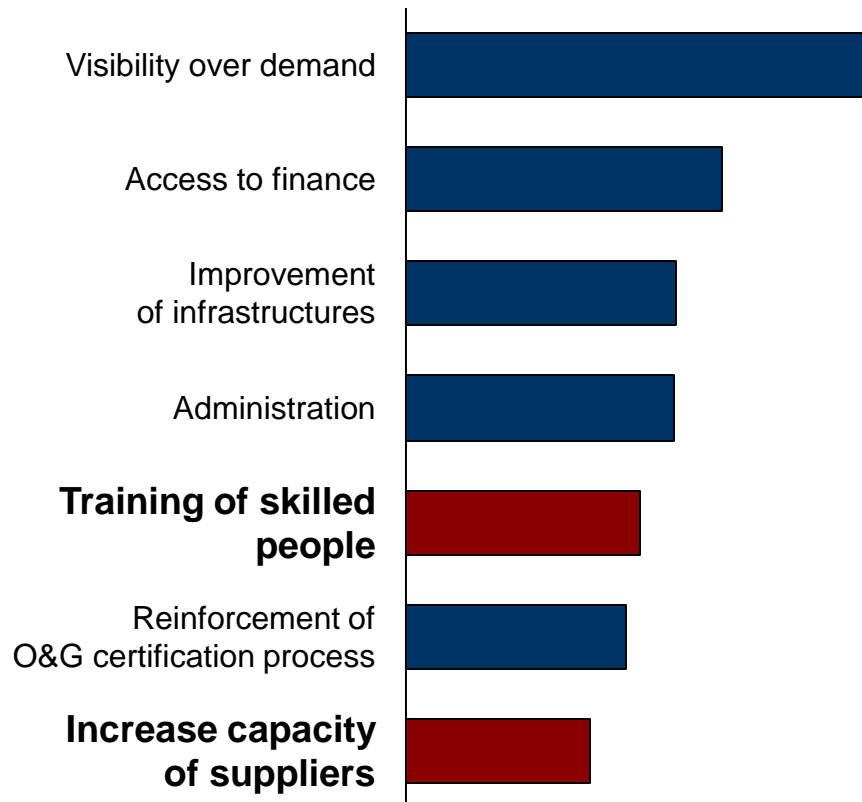 Visibility over demand
Access to finance
Improvement
of infrastructures
Administration
Training of skilled
people
Reinforcement of
O&G certification process
Increase capacity
of suppliers